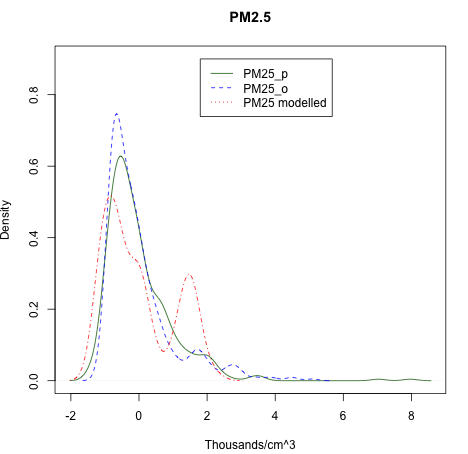 PM2.5
PM25_p
PM25_o
PM25 modelled
Density
0.0
0.2
0.4
0.6
0.8
-2 0 2 4 6 8
Thousands/cm^3